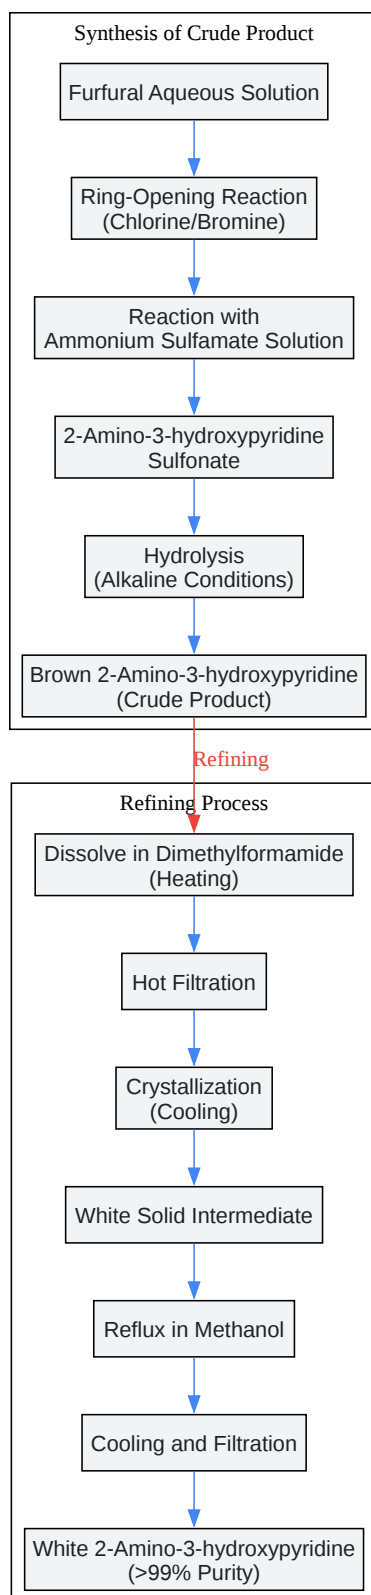 Synthesis of Crude Product
Furfural Aqueous Solution
Ring-Opening Reaction
(Chlorine/Bromine)
Reaction with
Ammonium Sulfamate Solution
2-Amino-3-hydroxypyridine
Sulfonate
Hydrolysis
(Alkaline Conditions)
Brown 2-Amino-3-hydroxypyridine
(Crude Product)
Refining
Refining Process
Dissolve in Dimethylformamide
(Heating)
Hot Filtration
Crystallization
(Cooling)
White Solid Intermediate
Reflux in Methanol
Cooling and Filtration
White 2-Amino-3-hydroxypyridine
(>99% Purity)